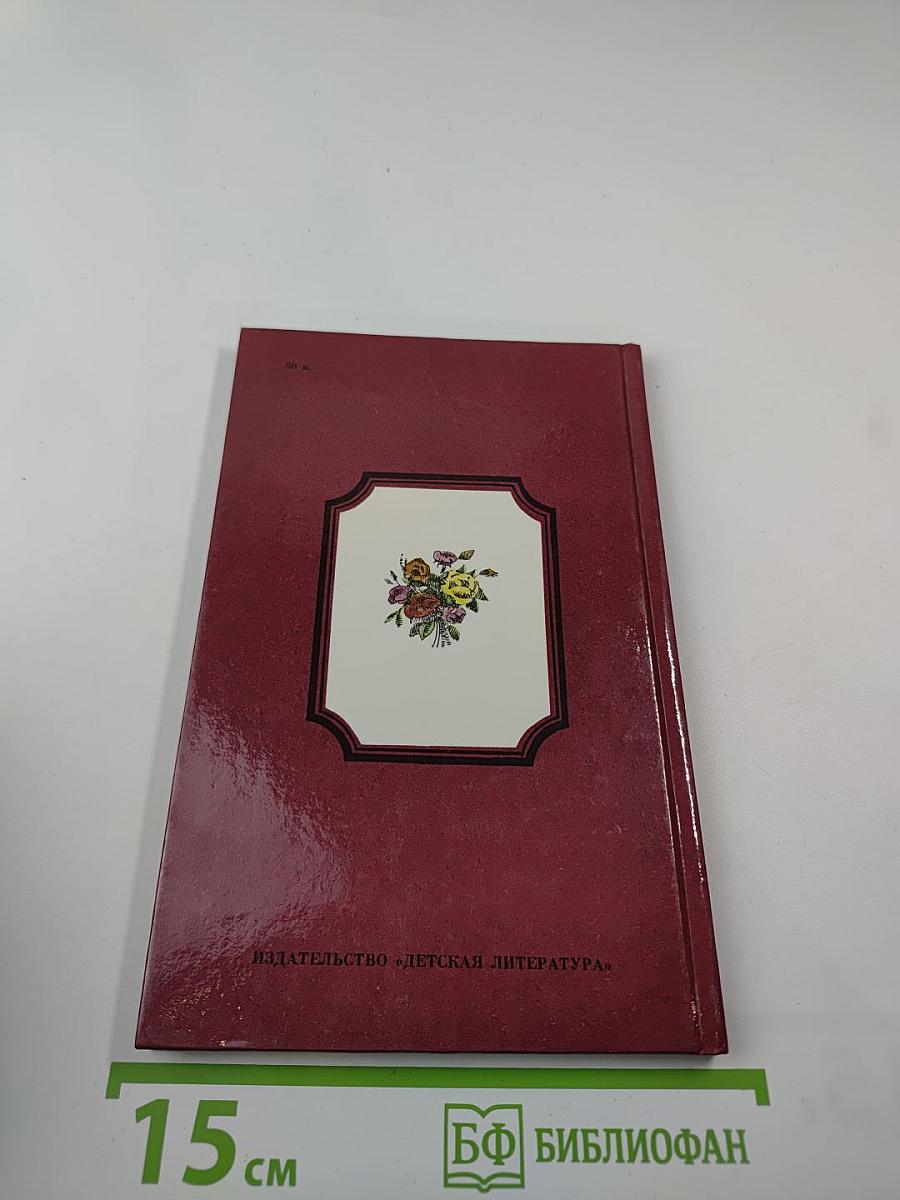 50 к.
ИЗДАТЕЛЬСТВО «ДЕТСКАЯ ЛИТЕРАТУРА»
15 см
БФ БИБЛИОФАН